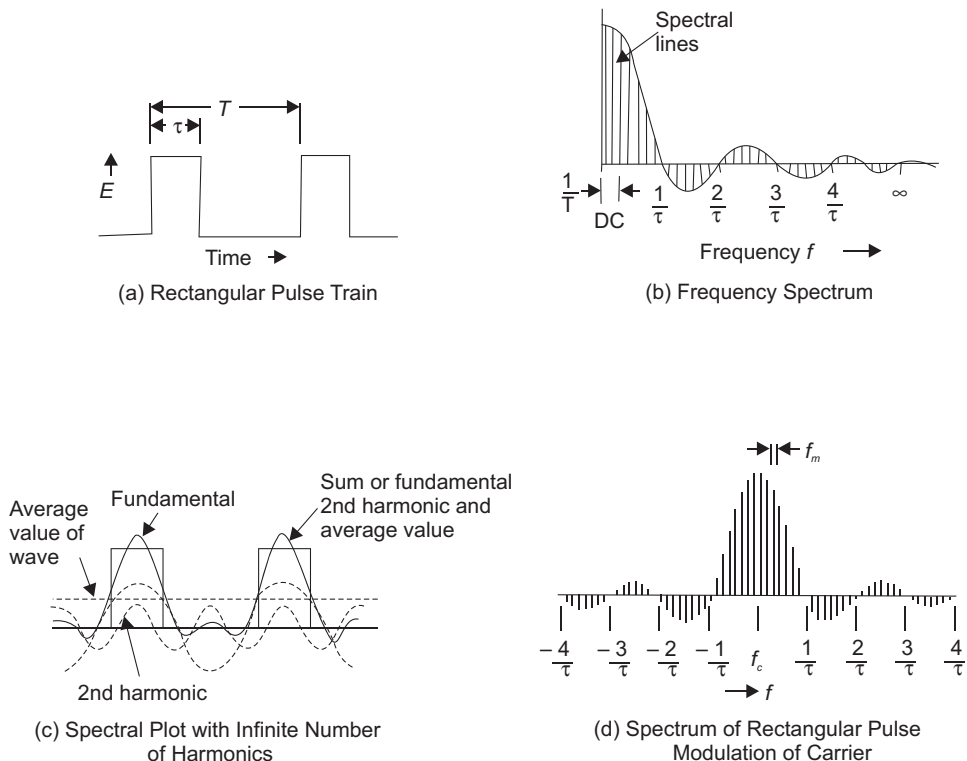 T
τ
E
Time
(a) Rectangular Pulse Train
Spectral
lines
1/T
DC
1/τ 2/τ 3/τ 4/τ ∞
Frequency f
(b) Frequency Spectrum
Average
value of
wave
Fundamental
Sum or fundamental
2nd harmonic and
average value
2nd harmonic
(c) Spectral Plot with Infinite Number
of Harmonics
f_m
-4/τ -3/τ -2/τ -1/τ f_c 1/τ 2/τ 3/τ 4/τ
f
(d) Spectrum of Rectangular Pulse
Modulation of Carrier